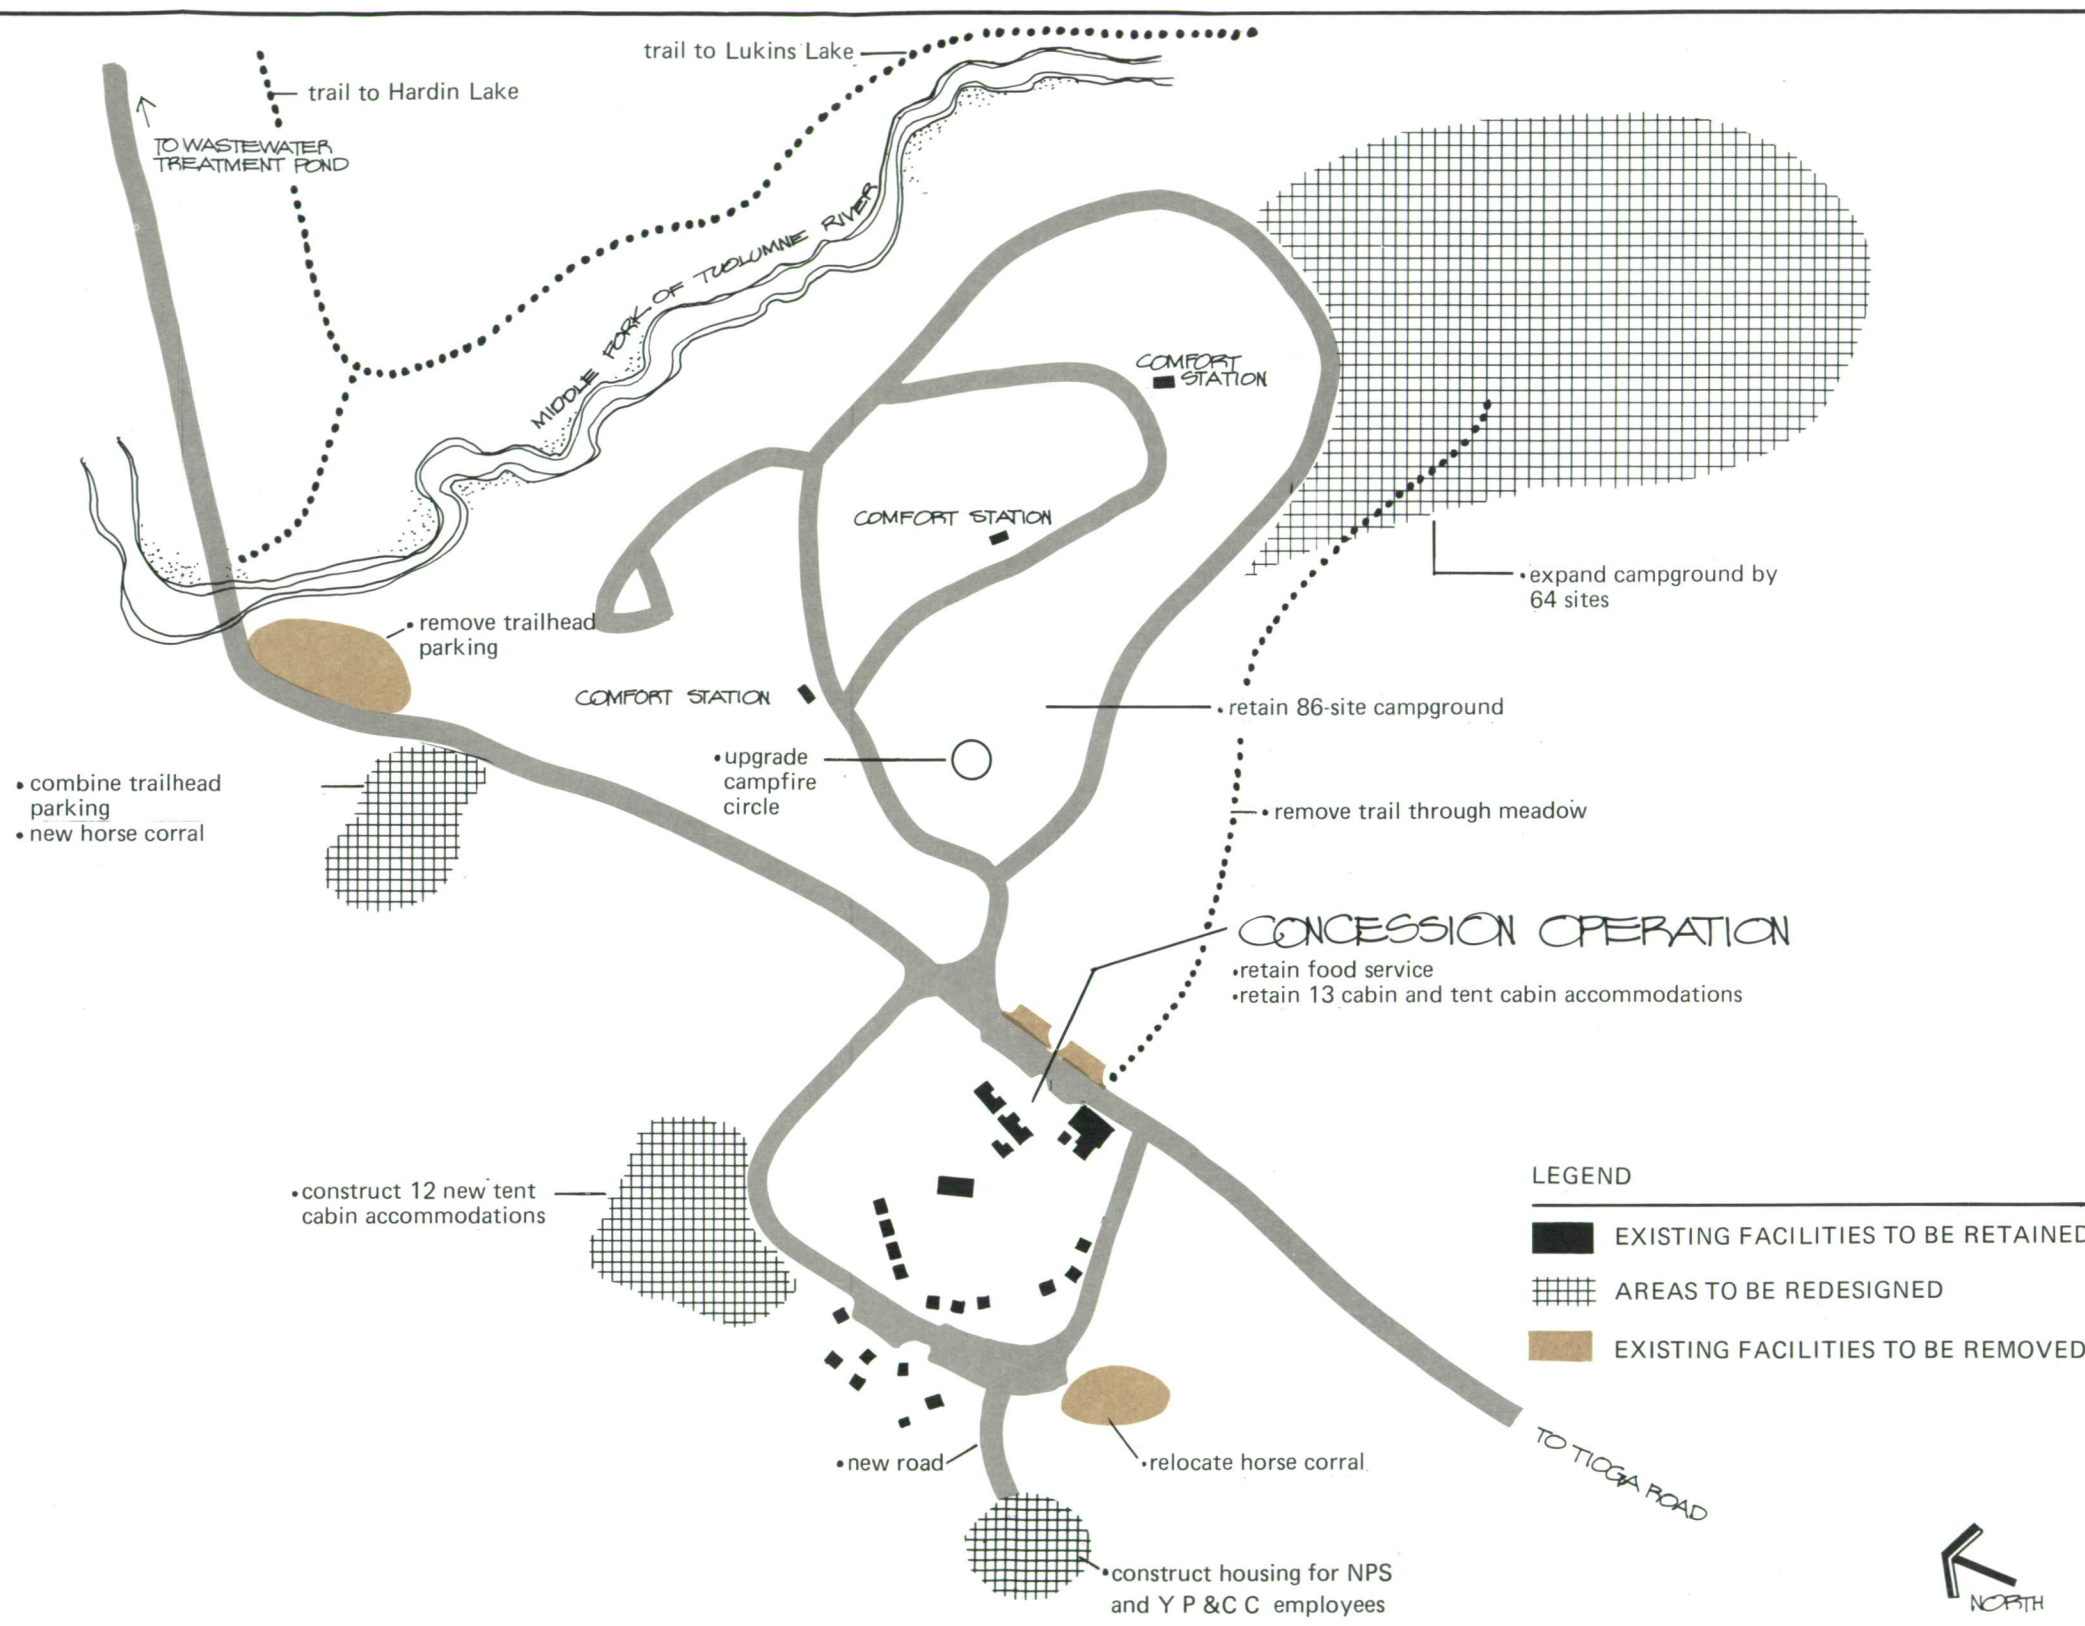 trail to Lukins Lake
trail to Hardin Lake
TO WASTEWATER
TREATMENT POND
MIDDLE FORK OF TUOLUMNE RIVER
COMFORT
STATION
COMFORT STATION
• expand campground by
64 sites
• remove trailhead
parking
COMFORT STATION
• retain 86-site campground
• upgrade
campfire
circle
• combine trailhead
parking
• new horse corral
• remove trail through meadow
CONCESSION OPERATION
• retain food service
• retain 13 cabin and tent cabin accommodations
• construct 12 new tent
cabin accommodations
LEGEND
EXISTING FACILITIES TO BE RETAINED
AREAS TO BE REDESIGNED
EXISTING FACILITIES TO BE REMOVED
• new road
• relocate horse corral
TO TIOGA ROAD
• construct housing for NPS
and Y P & C C employees
NORTH